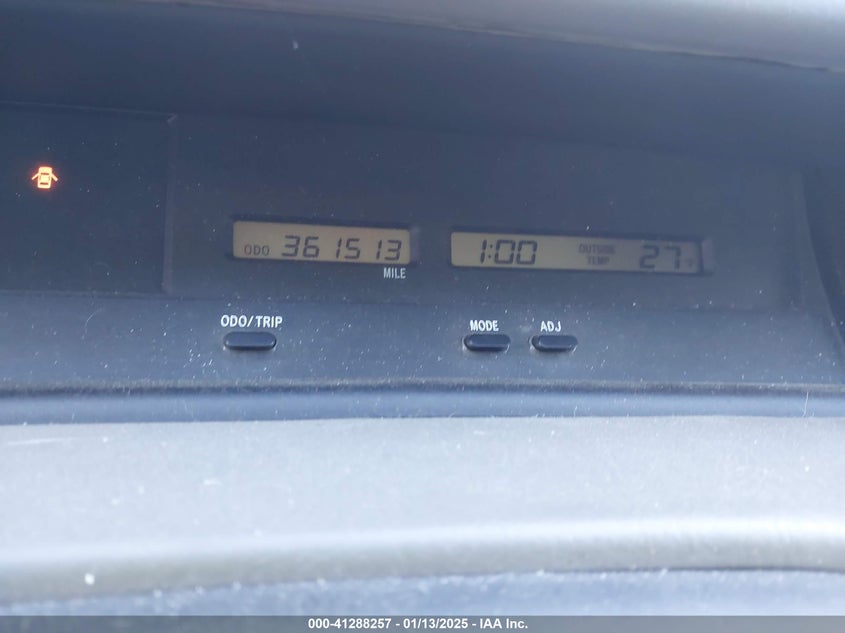 ODO 361513
MILE
1:00 OUTSIDE TEMP 27°F
ODO/TRIP
MODE
ADJ
000-41288257 - 01/13/2025 - IAA Inc.